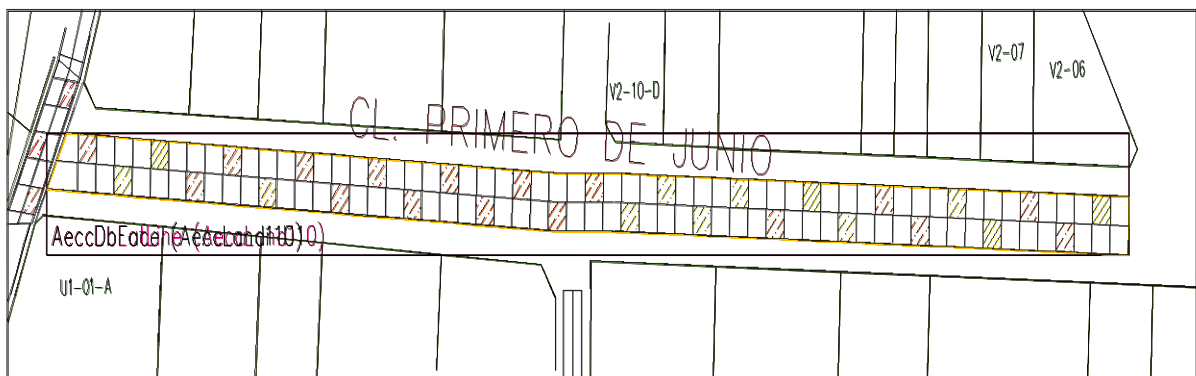 V2-07
V2-06
V2-10-D
CL. PRIMERO DE JUNIO
U1-01-A